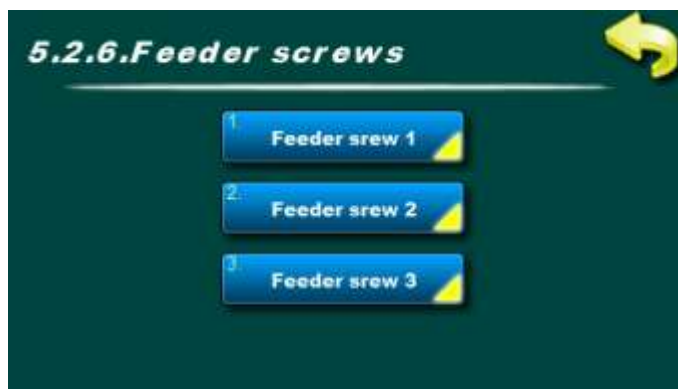 5.2.6.Feeder screws
1.
Feeder srew 1
2.
Feeder srew 2
3.
Feeder srew 3